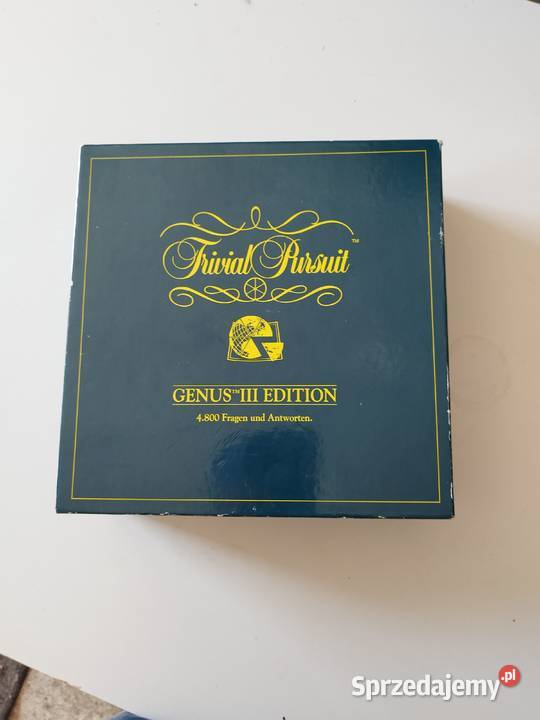 Trivial Pursuit™
GENUS™ III EDITION
4.800 Fragen und Antworten.
Sprzedajemy.pl